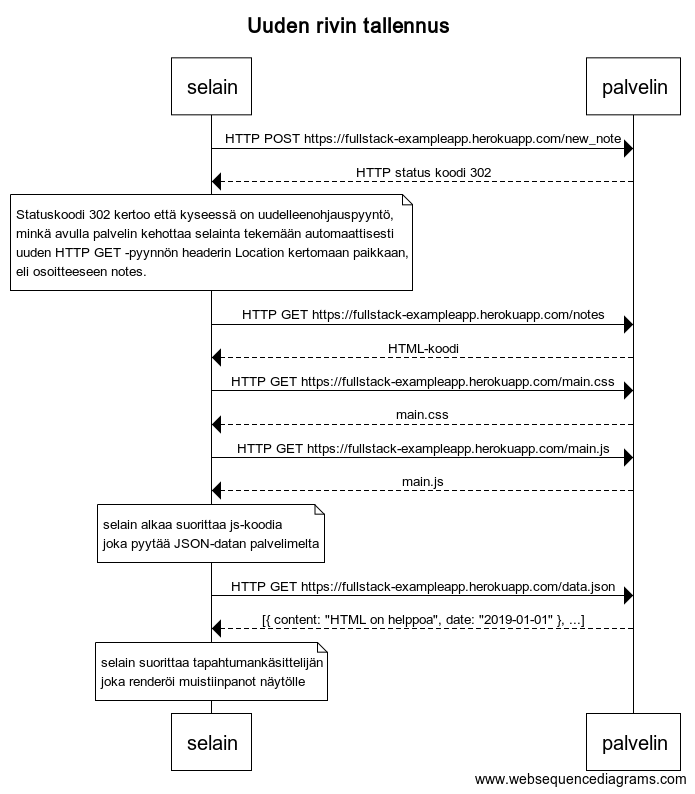 Uuden rivin tallennus
selain
palvelin
HTTP POST https://fullstack-exampleapp.herokuapp.com/new_note
HTTP status koodi 302
Statuskoodi 302 kertoo että kyseessä on uudelleenohjauspyyntö,
minkä avulla palvelin kehottaa selainta tekemään automaattisesti
uuden HTTP GET -pyynnön headerin Location kertomaan paikkaan,
eli osoitteeseen notes.
HTTP GET https://fullstack-exampleapp.herokuapp.com/notes
HTML-koodi
HTTP GET https://fullstack-exampleapp.herokuapp.com/main.css
main.css
HTTP GET https://fullstack-exampleapp.herokuapp.com/main.js
main.js
selain alkaa suorittaa js-koodia
joka pyytää JSON-datan palvelimelta
HTTP GET https://fullstack-exampleapp.herokuapp.com/data.json
[{ content: "HTML on helppoa", date: "2019-01-01" }, ...]
selain suorittaa tapahtumankäsittelijän
joka renderöi muistiinpanot näytölle
selain
palvelin
www.websequencediagrams.com